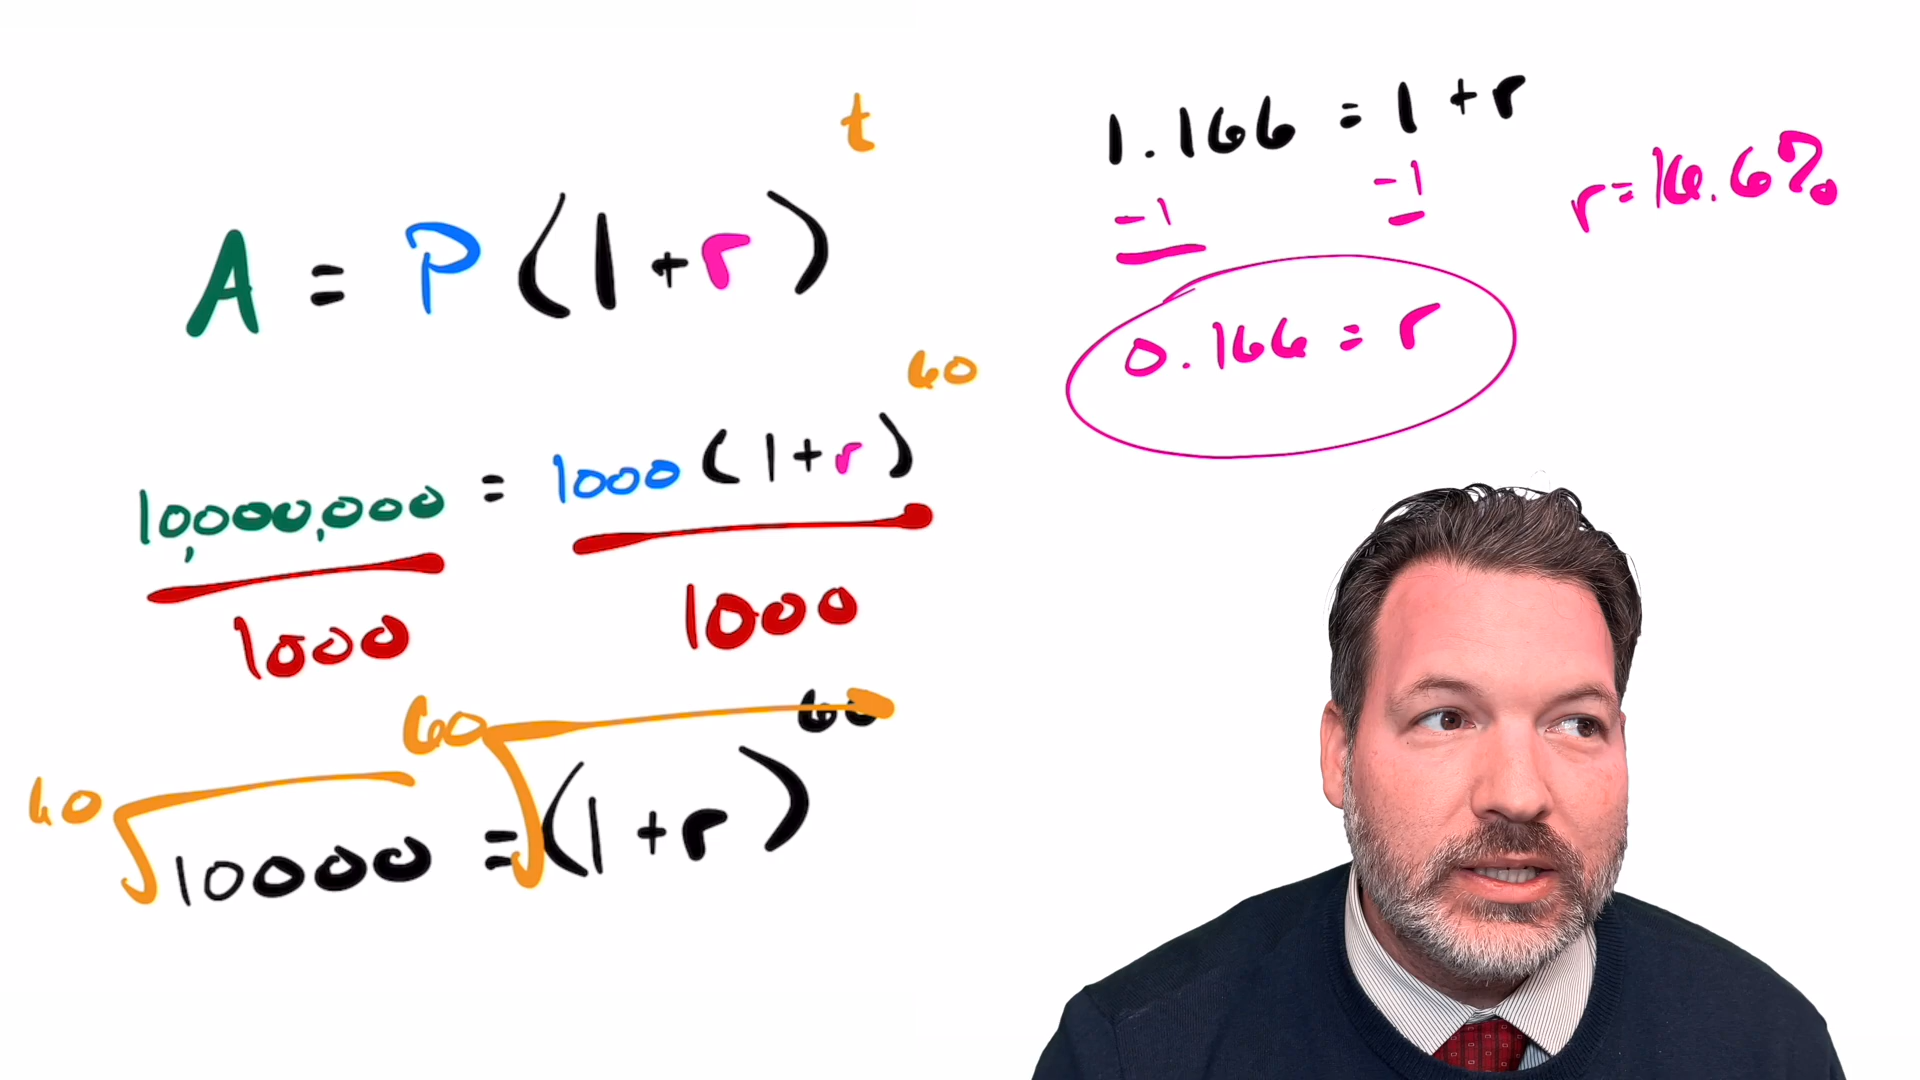 A = P(1+r)^t
10,000,000 = 1000(1+r)^60
1000 1000
60√10000 = 60√(1+r)^60
1.166 = 1+r
-1 -1
0.166 = r
r=16.6%